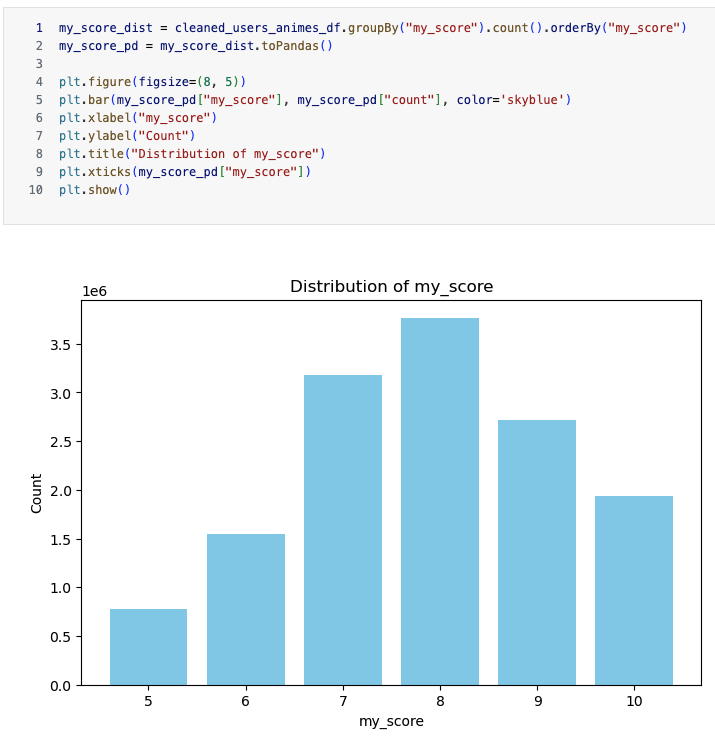 1 my_score_dist = cleaned_users_animes_df.groupBy("my_score").count().orderBy("my_score")
2 my_score_pd = my_score_dist.toPandas()
3
4 plt.figure(figsize=(8, 5))
5 plt.bar(my_score_pd["my_score"], my_score_pd["count"], color='skyblue')
6 plt.xlabel("my_score")
7 plt.ylabel("Count")
8 plt.title("Distribution of my_score")
9 plt.xticks(my_score_pd["my_score"])
10 plt.show()
Distribution of my_score
1e6
3.5
3.0
2.5
2.0
1.5
1.0
0.5
0.0
Count
5 6 7 8 9 10
my_score